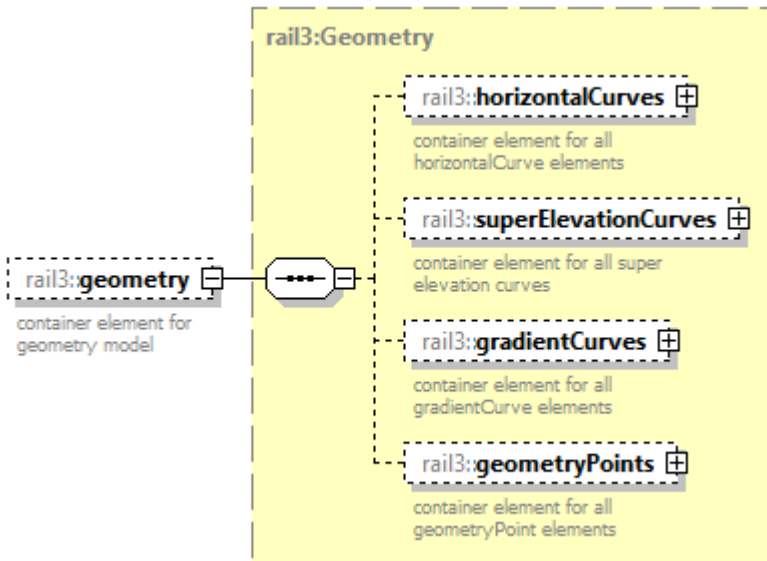 rail3:Geometry
rail3::horizontalCurves
container element for all
horizontalCurve elements
rail3::superElevationCurves
container element for all super
elevation curves
rail3::geometry
container element for
geometry model
rail3::gradientCurves
container element for all
gradientCurve elements
rail3::geometryPoints
container element for all
geometryPoint elements